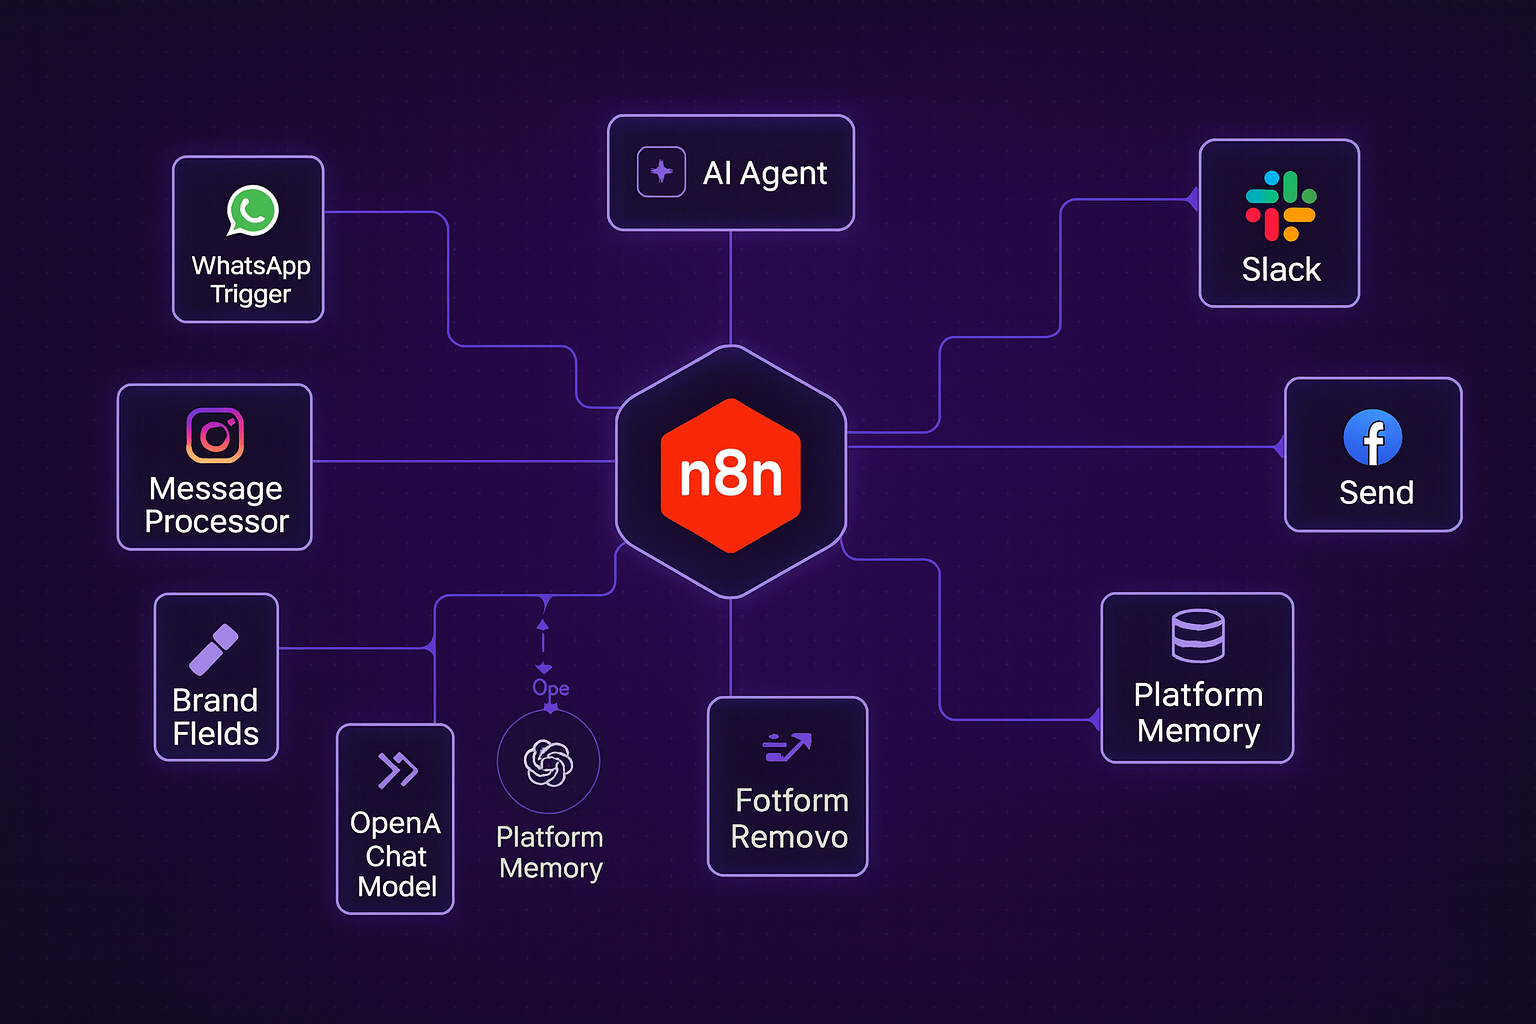 AI Agent
WhatsApp
Trigger
Slack
n8n
Message
Processor
Send
Brand
FIelds
Ope
Platform
Memory
OpenA
Chat
Model
Platform
Memory
Fotform
Removo